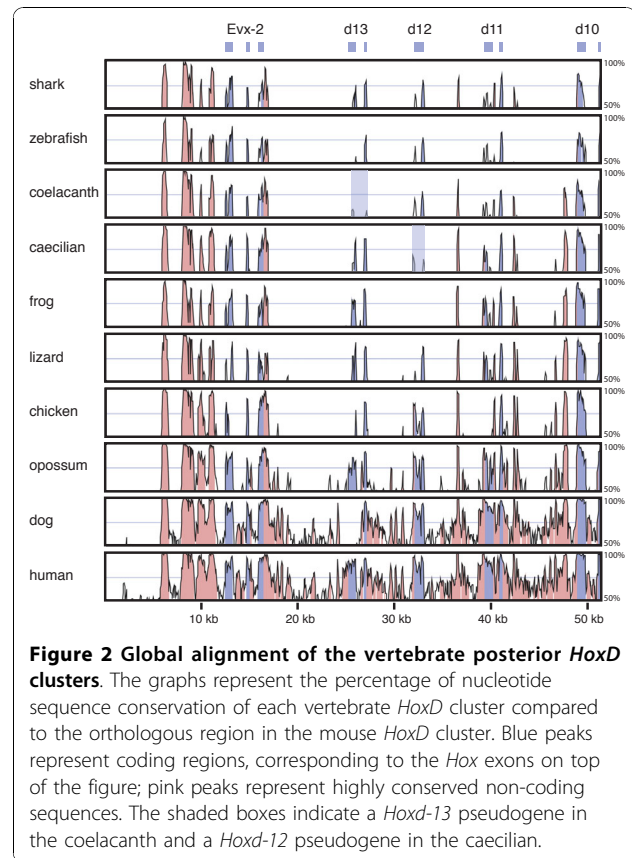 Evx-2 d13 d12 d11 d10
shark 100%
50%
zebrafish 100%
50%
coelacanth 100%
50%
caecilian 100%
50%
frog 100%
50%
lizard 100%
50%
chicken 100%
50%
opossum 100%
50%
dog 100%
50%
human 100%
50%
10 kb 20 kb 30 kb 40 kb 50 kb
Figure 2 Global alignment of the vertebrate posterior HoxD
clusters. The graphs represent the percentage of nucleotide
sequence conservation of each vertebrate HoxD cluster compared
to the orthologous region in the mouse HoxD cluster. Blue peaks
represent coding regions, corresponding to the Hox exons on top
of the figure; pink peaks represent highly conserved non-coding
sequences. The shaded boxes indicate a Hoxd-13 pseudogene in
the coelacanth and a Hoxd-12 pseudogene in the caecilian.